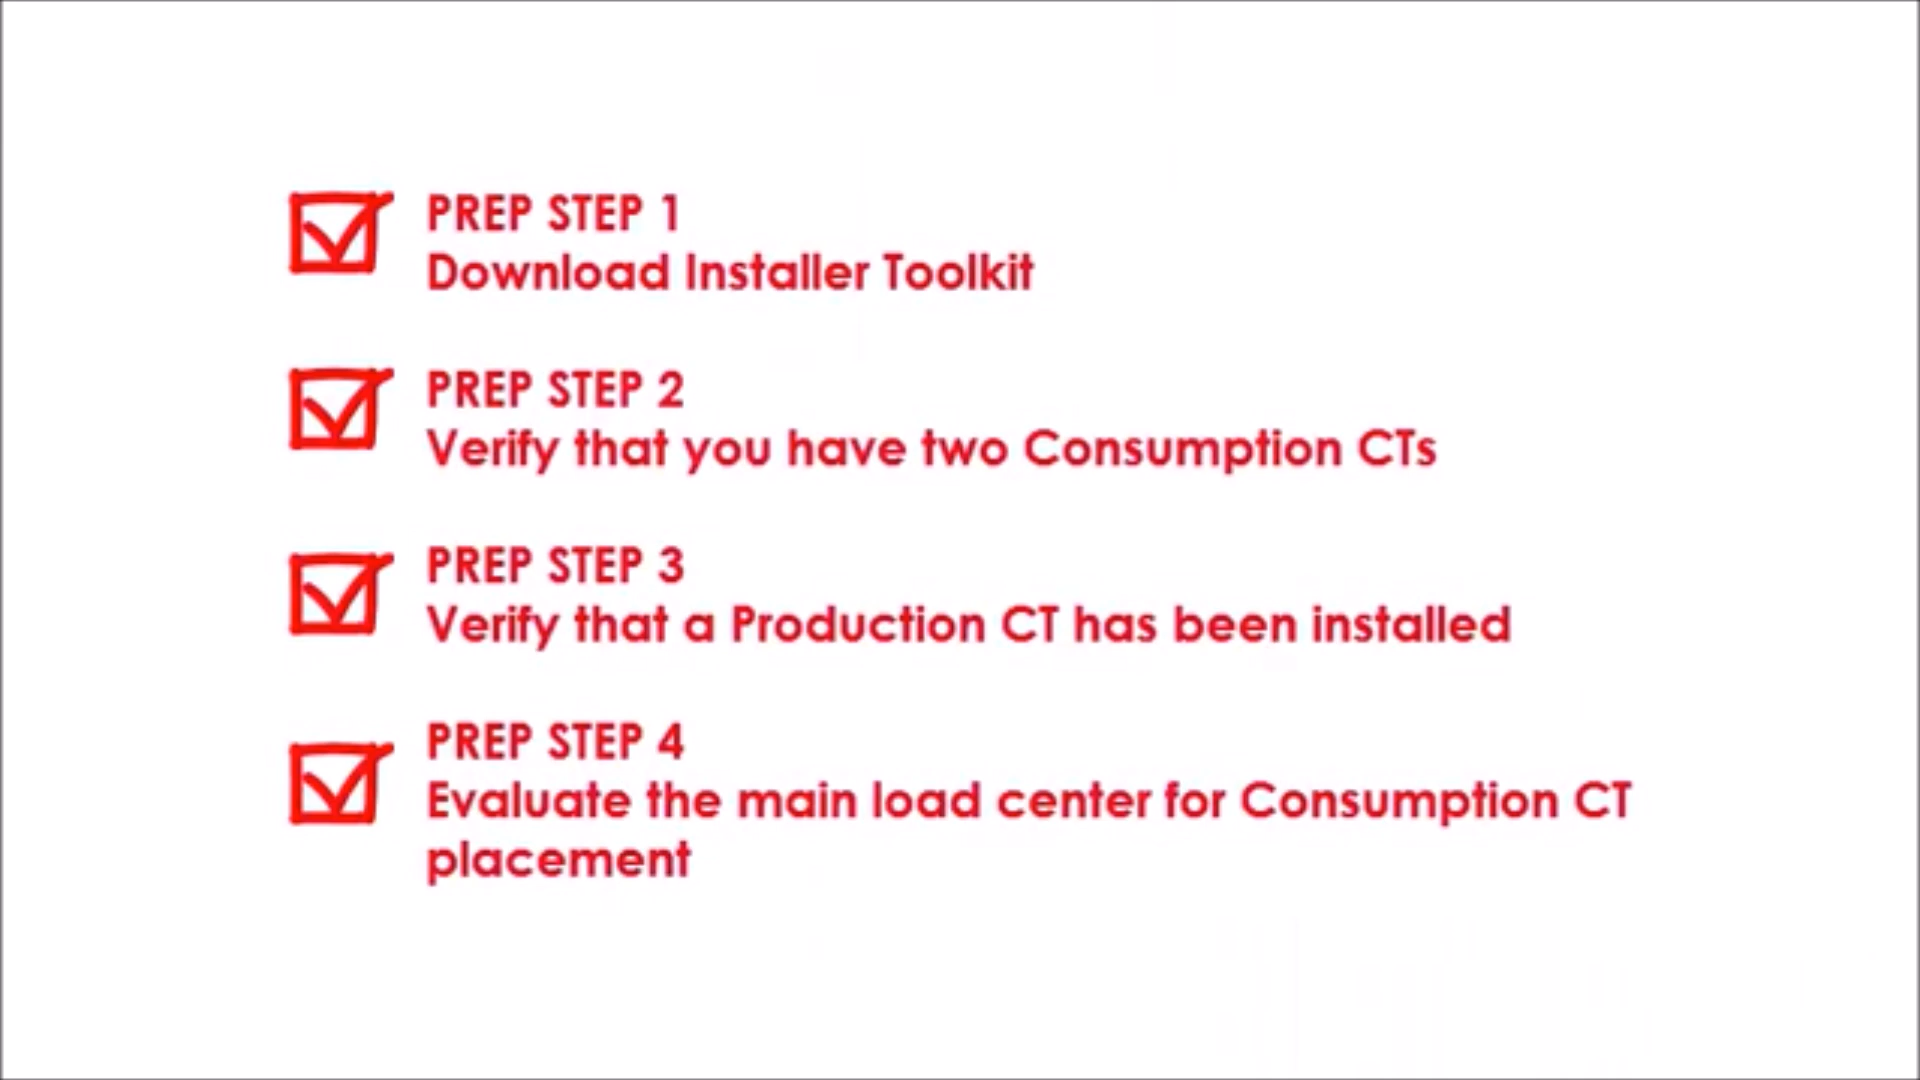 PREP STEP 1
Download Installer Toolkit
PREP STEP 2
Verify that you have two Consumption CTs
PREP STEP 3
Verify that a Production CT has been installed
PREP STEP 4
Evaluate the main load center for Consumption CT
placement